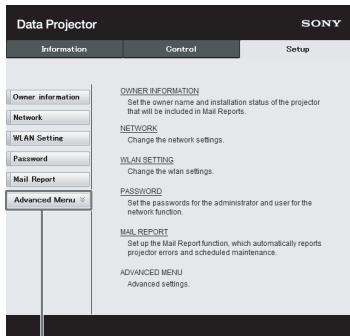 Data Projector
SONY
Information
Control
Setup
Owner information
Network
WLAN Setting
Password
Mail Report
Advanced Menu
OWNER INFORMATION
Set the owner name and installation status of the projector
that will be included in Mail Reports.
NETWORK
Change the network settings.
WLAN SETTING
Change the wlan settings.
PASSWORD
Set the passwords for the administrator and user for the
network function.
MAIL REPORT
Set up the Mail Report function, which automatically reports
projector errors and scheduled maintenance.
ADVANCED MENU
Advanced settings.